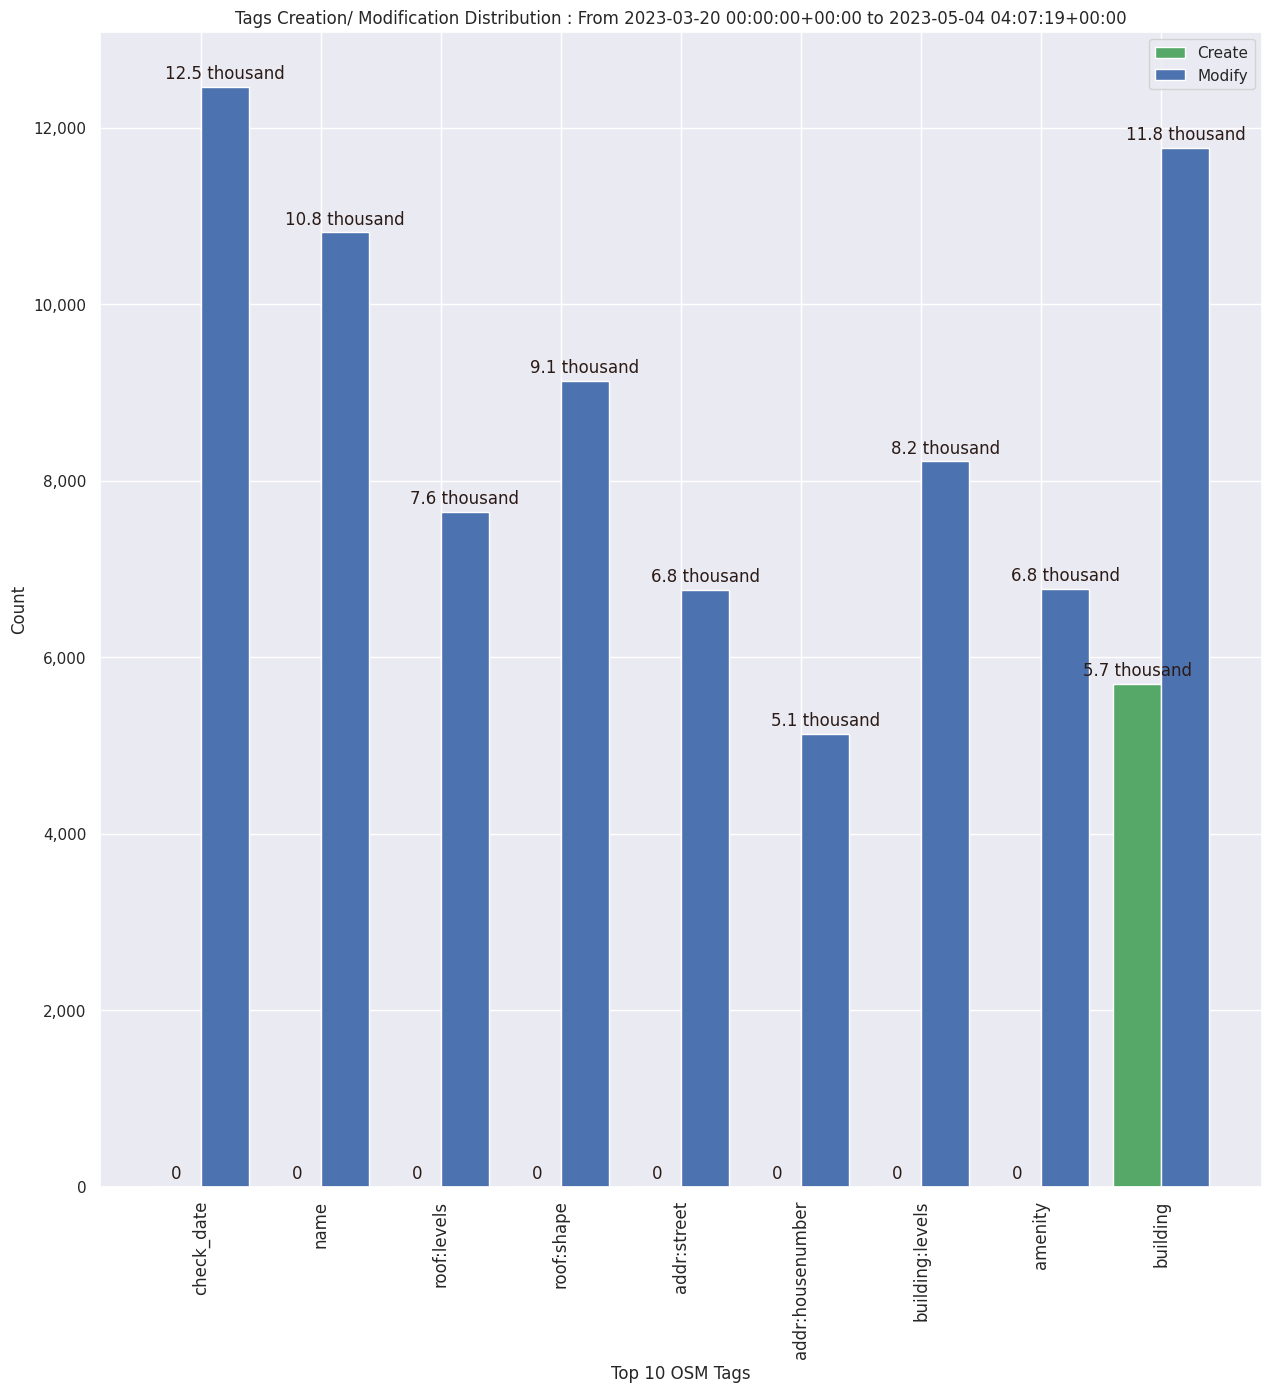 Tags Creation/ Modification Distribution : From 2023-03-20 00:00:00+00:00 to 2023-05-04 04:07:19+00:00
Create
Modify
12.5 thousand
10.8 thousand
7.6 thousand
9.1 thousand
6.8 thousand
5.1 thousand
8.2 thousand
6.8 thousand
5.7 thousand
11.8 thousand
12,000
10,000
8,000
6,000
4,000
2,000
0
Count
0 0 0 0 0 0 0 0
check_date
name
roof:levels
roof:shape
addr:street
addr:housenumber
building:levels
amenity
building
Top 10 OSM Tags